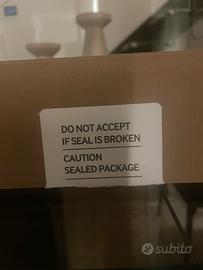 DO NOT ACCEPT
IF SEAL IS BROKEN
CAUTION
SEALED PACKAGE
subito